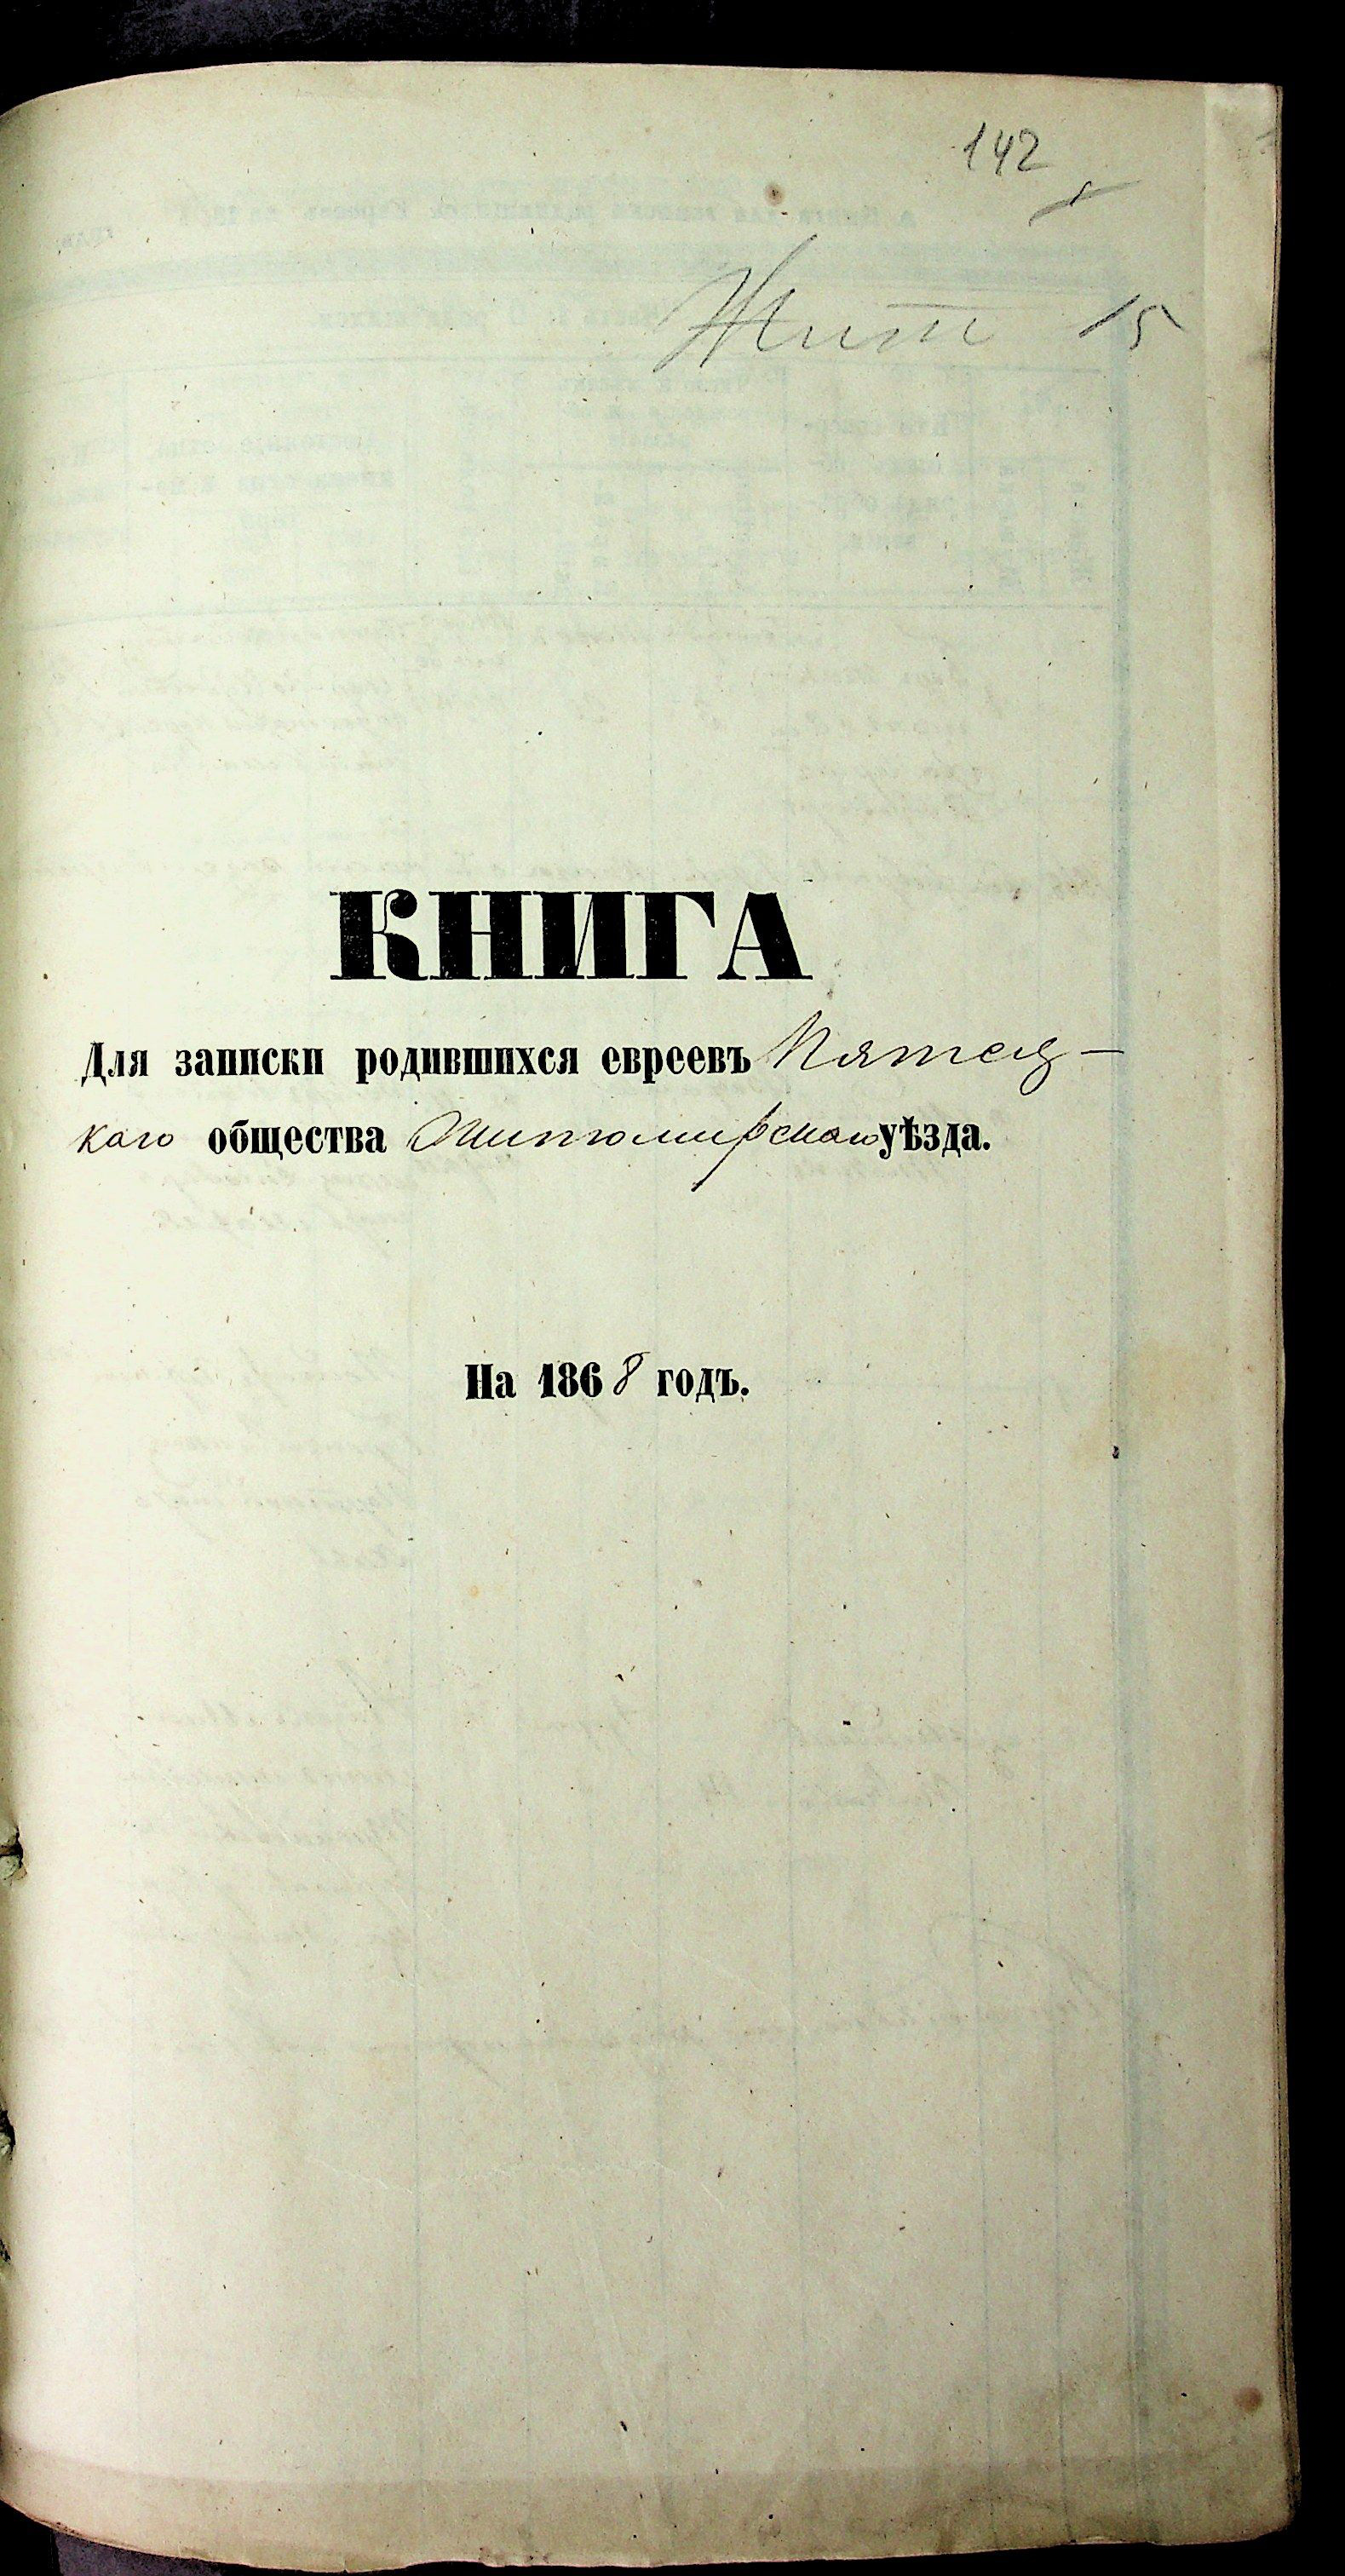 142
Жит 15
КНИГА
Для записки родившихся евреевъ Пятец-
каго общества Житомирскаго уѣзда.
На 1868 годъ.